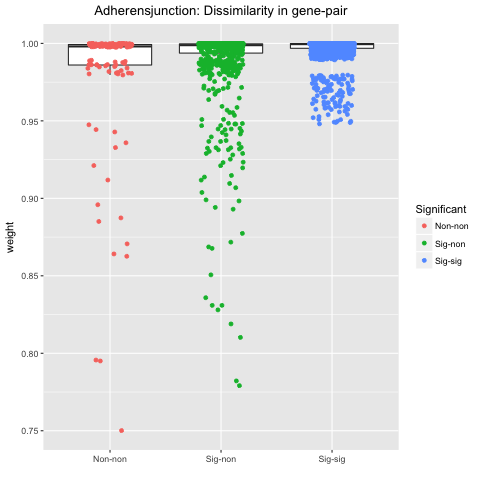 Adherensjunction: Dissimilarity in gene-pair
1.00
0.95
0.90
0.85
0.80
0.75
weight
Non-non
Sig-non
Sig-sig
Significant
Non-non
Sig-non
Sig-sig